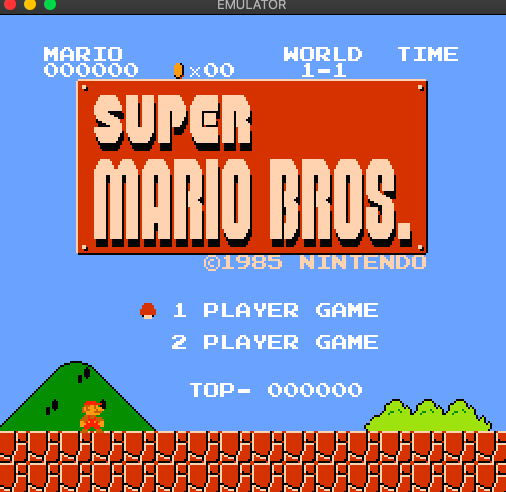 EMULATOR
MARIO WORLD TIME
000000 ×00 1-1
SUPER
MARIO BROS.
©1985 NINTENDO
1 PLAYER GAME
2 PLAYER GAME
TOP- 000000